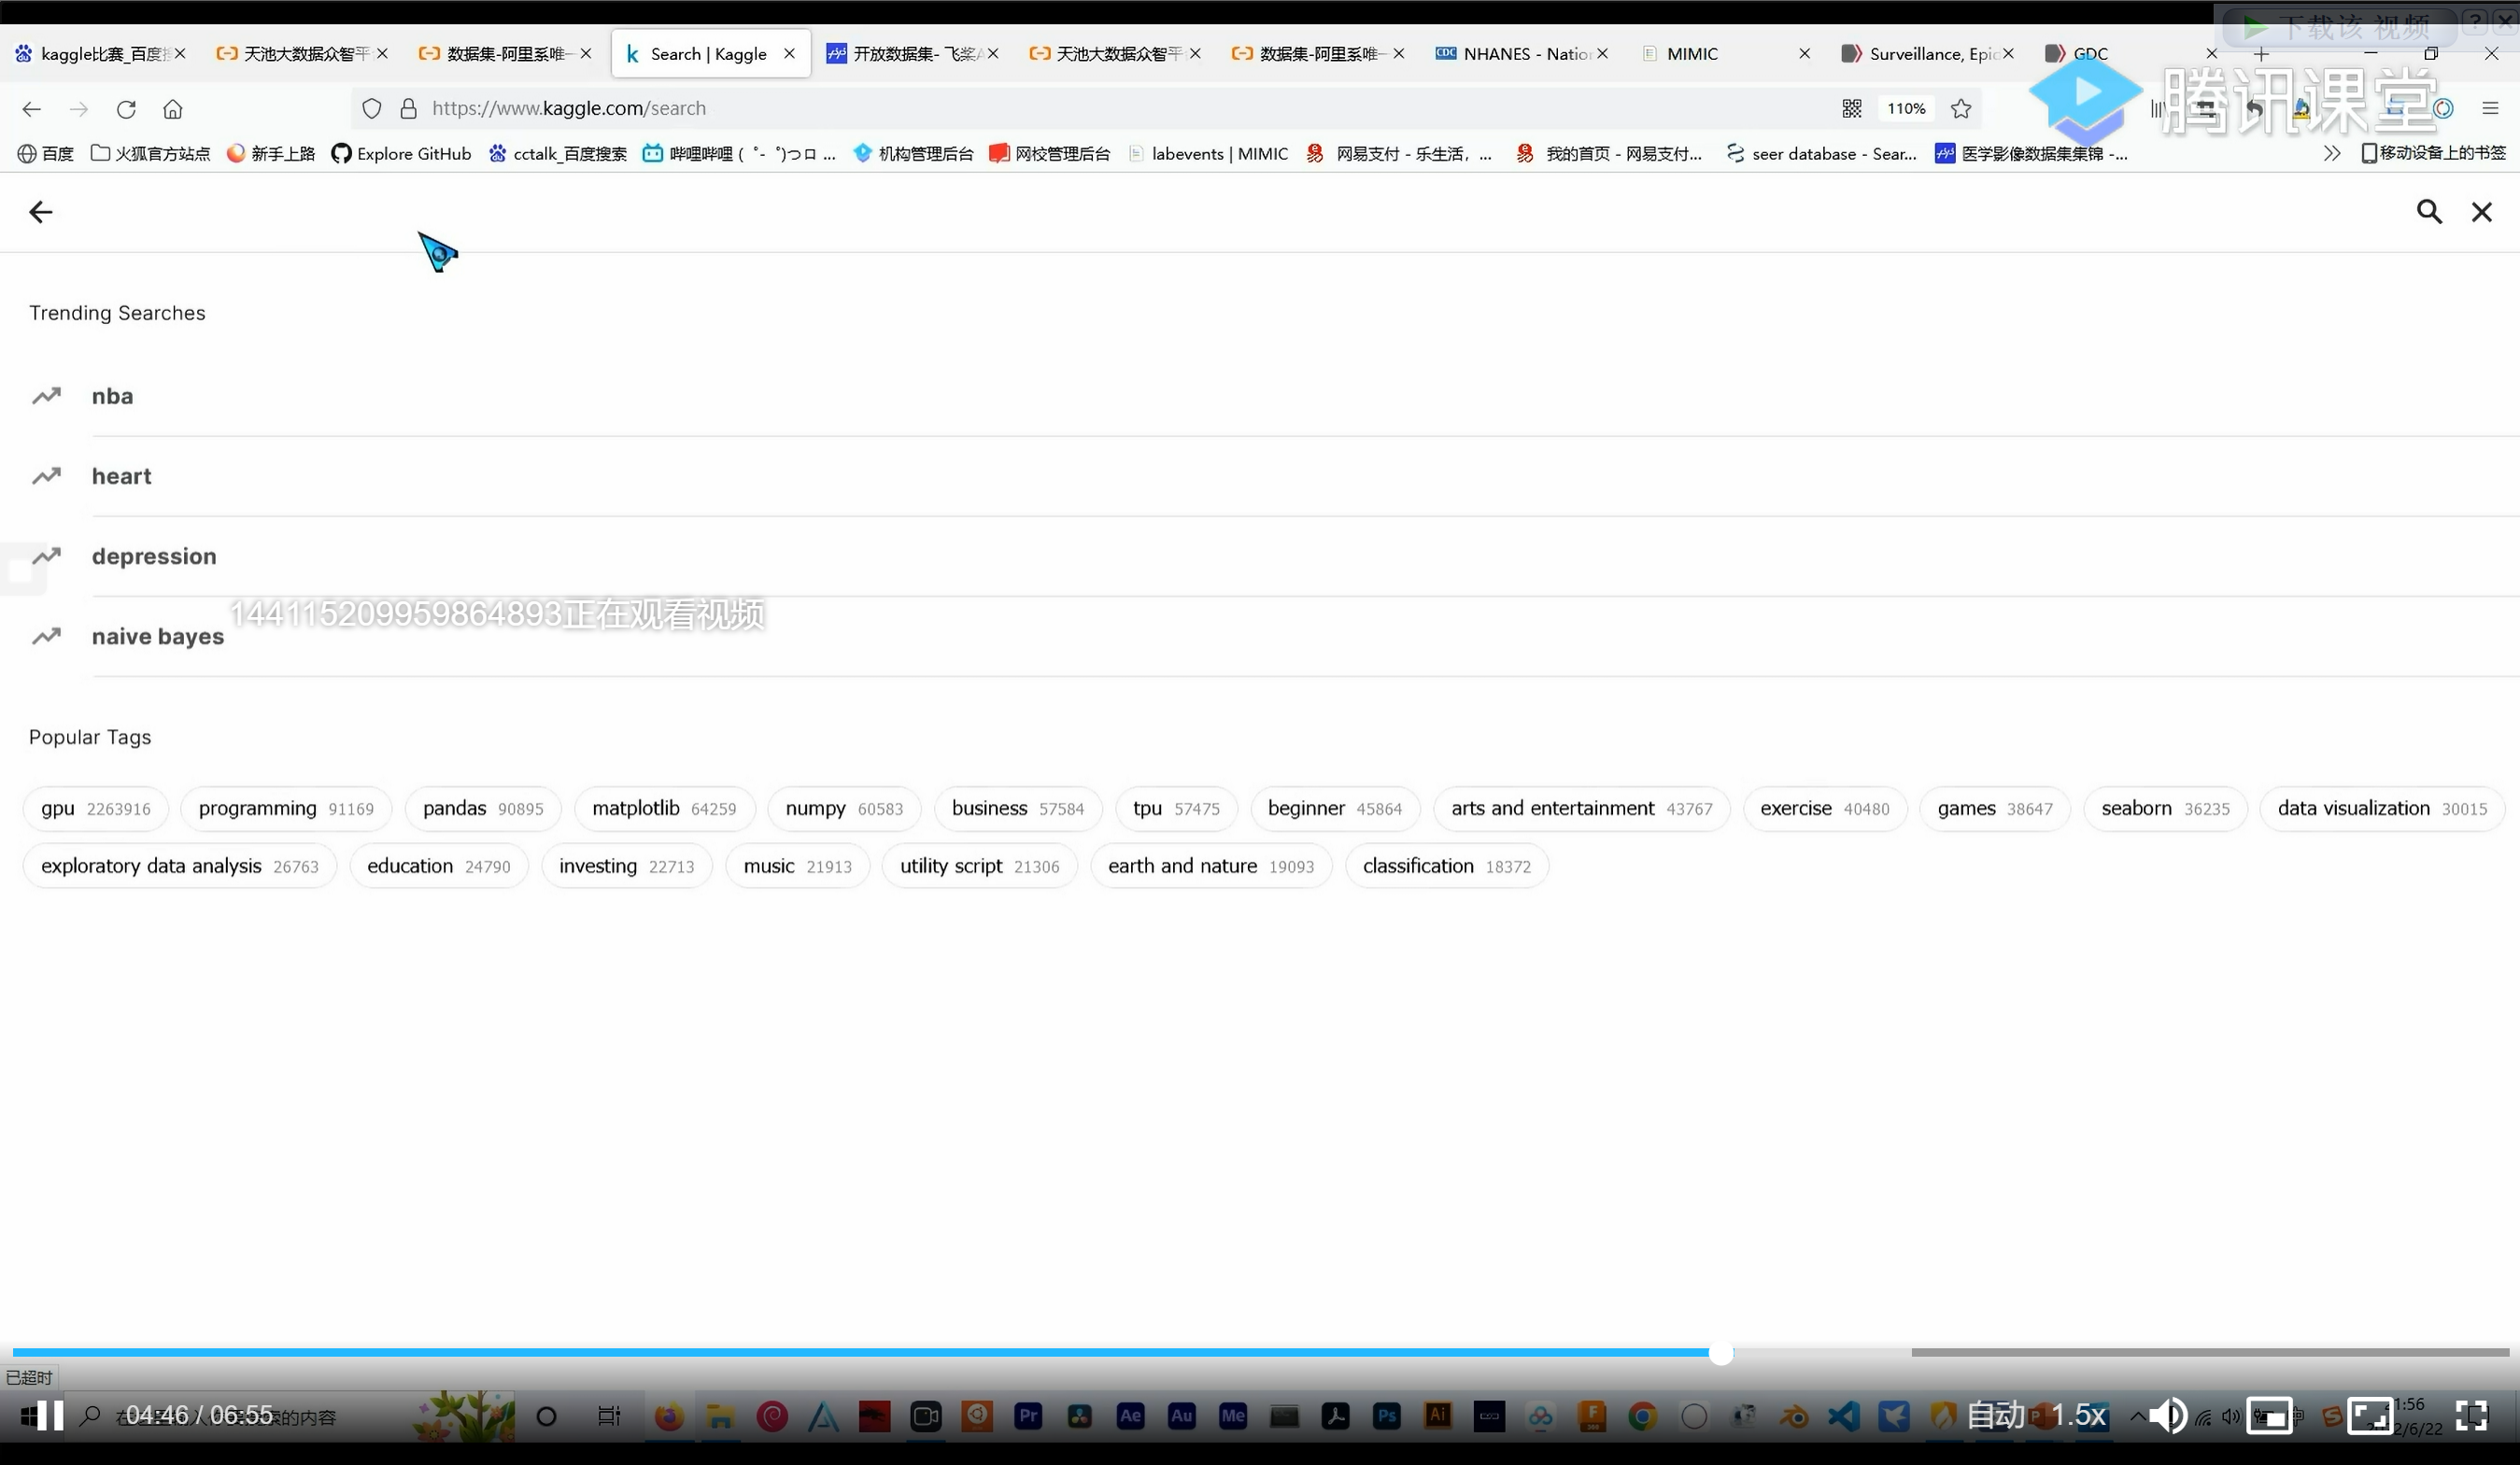 下载该 视频 ?
kaggle比赛_百度 天池大数据众智平 数据集-阿里系唯一 Search | Kaggle 开放数据集- 飞桨A 天池大数据众智平 数据集-阿里系唯一 NHANES - Natio MIMIC Surveillance, Epi GDC
https://www.kaggle.com/search 110% 腾讯课堂
百度 火狐官方站点 新手上路 Explore GitHub cctalk_百度搜索 哔哩哔哩 ( ゜- ゜)つロ ... 机构管理后台 网校管理后台 labevents | MIMIC 网易支付 - 乐生活，... 我的首页 - 网易支付... seer database - Sear... 医学影像数据集集锦 -... 移动设备上的书签
Trending Searches
nba
heart
depression
144115209959864893正在观看视频
naive bayes
Popular Tags
gpu 2263916 programming 91169 pandas 90895 matplotlib 64259 numpy 60583 business 57584 tpu 57475 beginner 45864 arts and entertainment 43767 exercise 40480 games 38647 seaborn 36235 data visualization 30015
exploratory data analysis 26763 education 24790 investing 22713 music 21913 utility script 21306 earth and nature 19093 classification 18372
已超时
04:46 / 06:55 的内容 Pr Ae Au Me Ps Ai 自动 1.5x 1:56
2/6/22